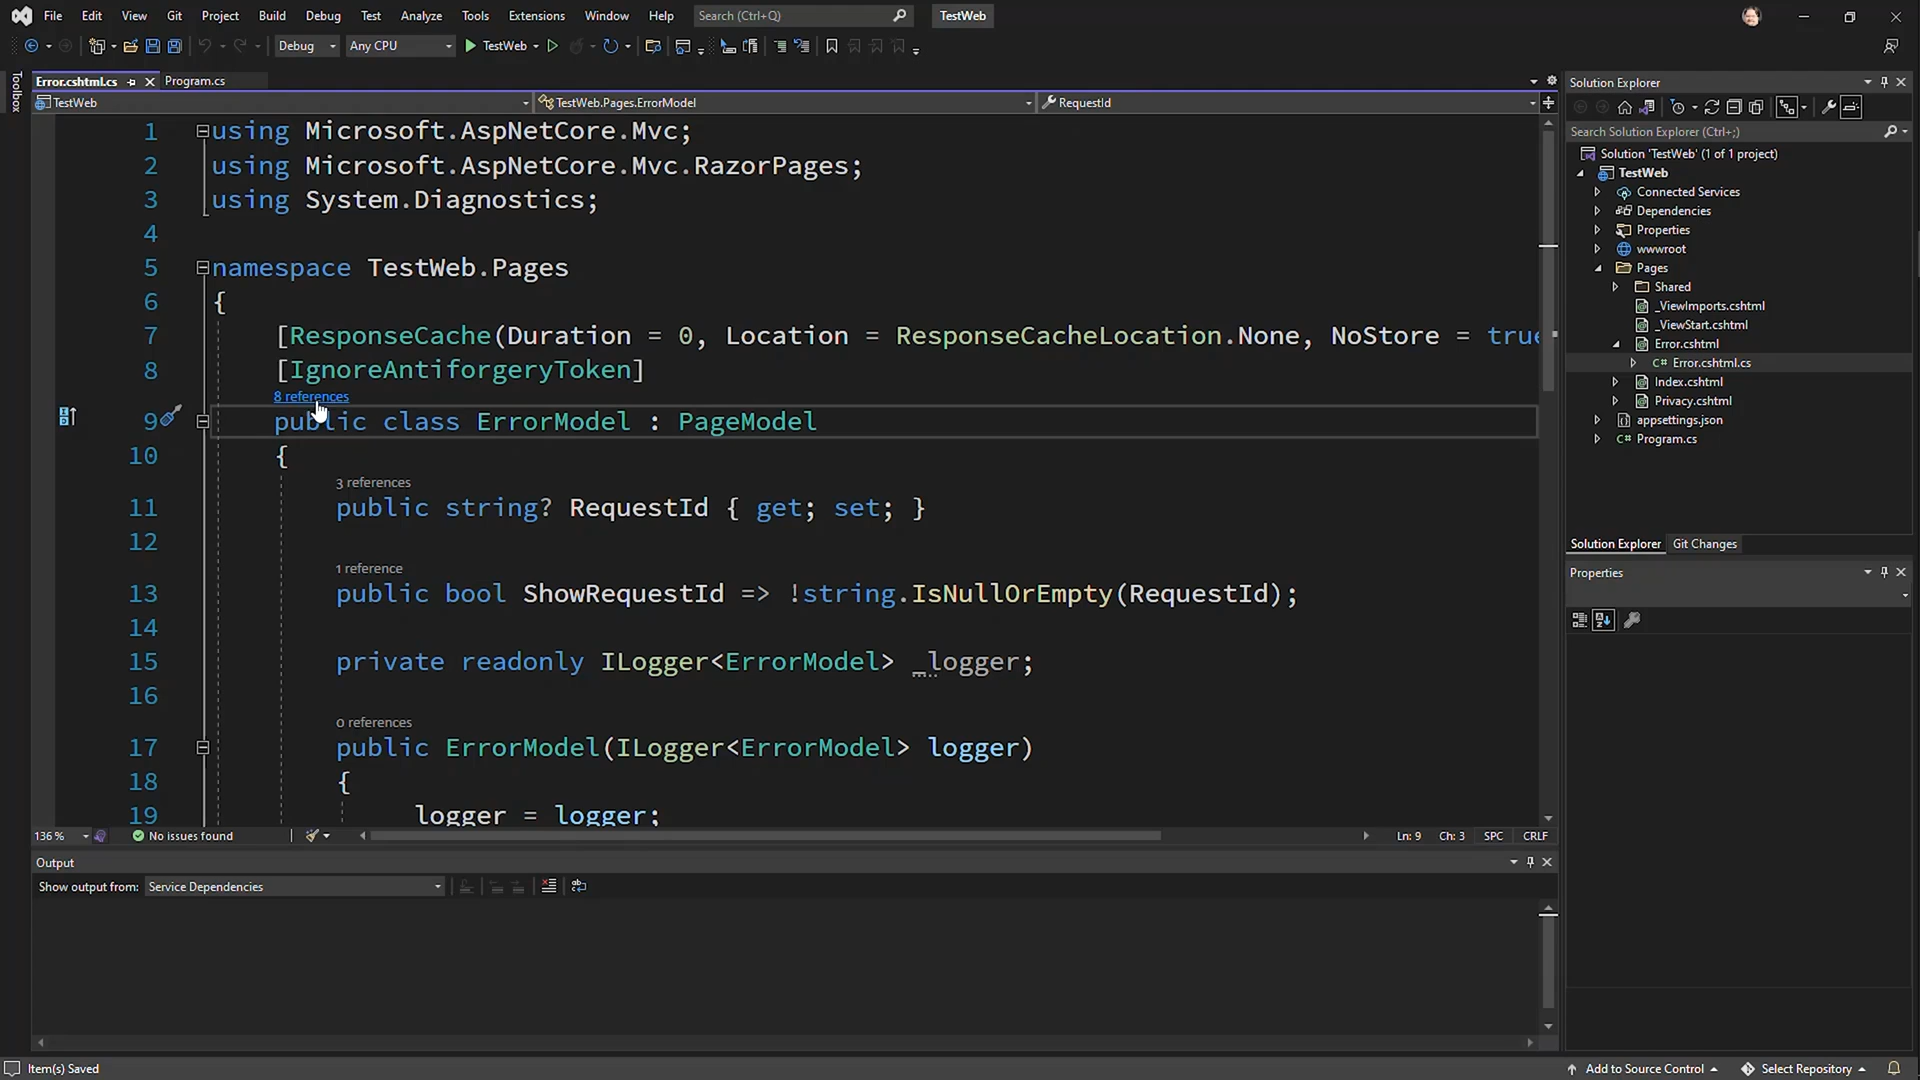 File Edit View Git Project Build Debug Test Analyze Tools Extensions Window Help Search (Ctrl+Q) TestWeb
Debug Any CPU TestWeb
Toolbox
Error.cshtml.cs Program.cs
TestWeb TestWeb.Pages.ErrorModel RequestId
1 using Microsoft.AspNetCore.Mvc;
2 using Microsoft.AspNetCore.Mvc.RazorPages;
3 using System.Diagnostics;
4
5 namespace TestWeb.Pages
6 {
7 [ResponseCache(Duration = 0, Location = ResponseCacheLocation.None, NoStore = true
8 [IgnoreAntiforgeryToken]
8 references
9 public class ErrorModel : PageModel
10 {
3 references
11 public string? RequestId { get; set; }
12
1 reference
13 public bool ShowRequestId => !string.IsNullOrEmpty(RequestId);
14
15 private readonly ILogger<ErrorModel> _logger;
16
0 references
17 public ErrorModel(ILogger<ErrorModel> logger)
18 {
19 logger = logger;
136 % No issues found Ln: 9 Ch: 3 SPC CRLF
Output
Show output from: Service Dependencies
Solution Explorer
Search Solution Explorer (Ctrl+;)
Solution 'TestWeb' (1 of 1 project)
TestWeb
Connected Services
Dependencies
Properties
wwwroot
Pages
Shared
_ViewImports.cshtml
_ViewStart.cshtml
Error.cshtml
C# Error.cshtml.cs
Index.cshtml
Privacy.cshtml
appsettings.json
C# Program.cs
Solution Explorer Git Changes
Properties
Item(s) Saved Add to Source Control Select Repository